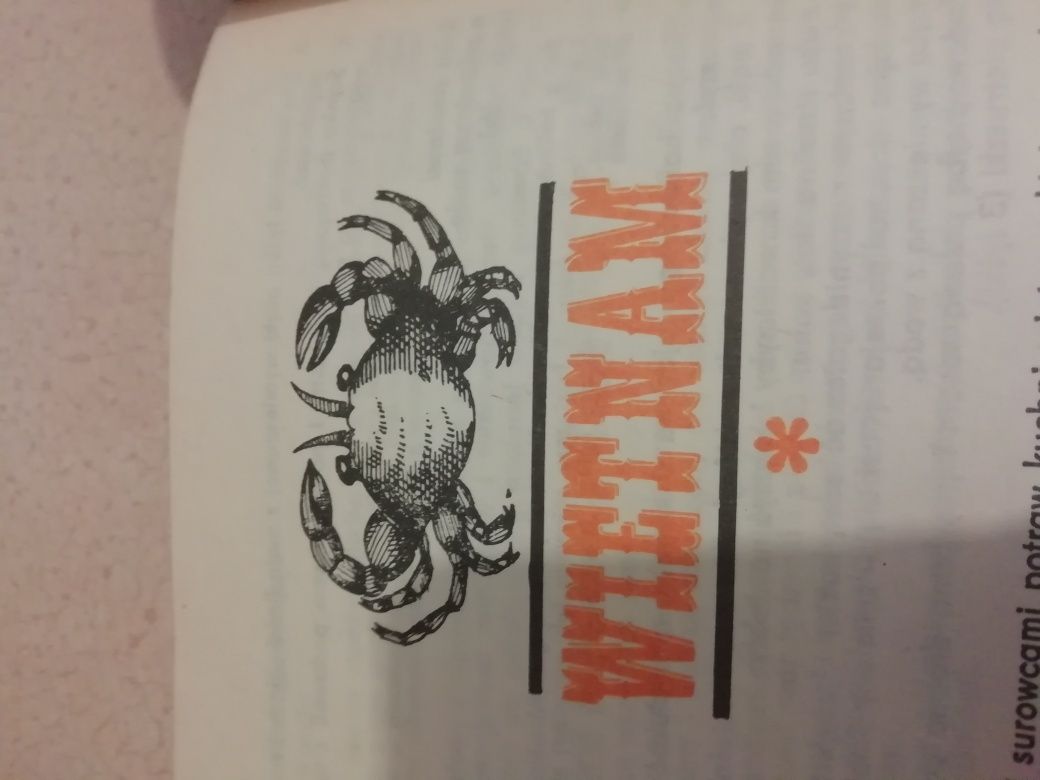 WIETNAM
*
surowcami potraw kuchni